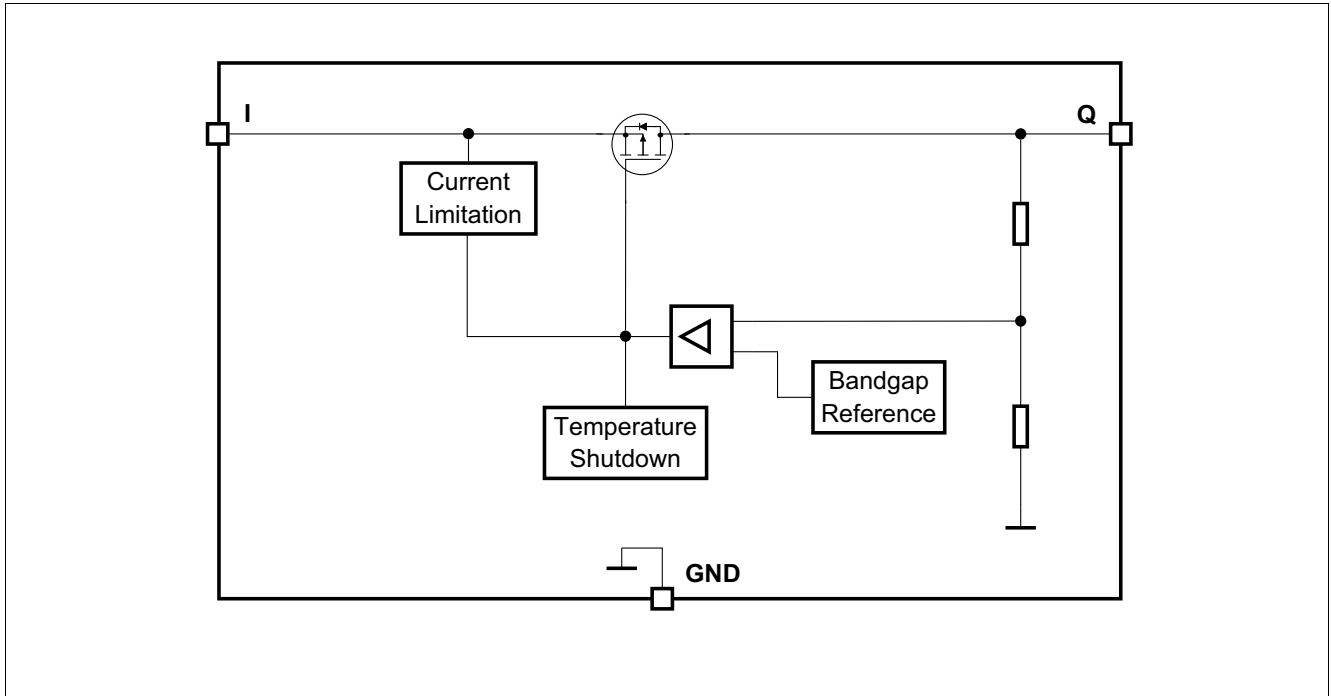 I
Q
Current
Limitation
Bandgap
Reference
Temperature
Shutdown
GND